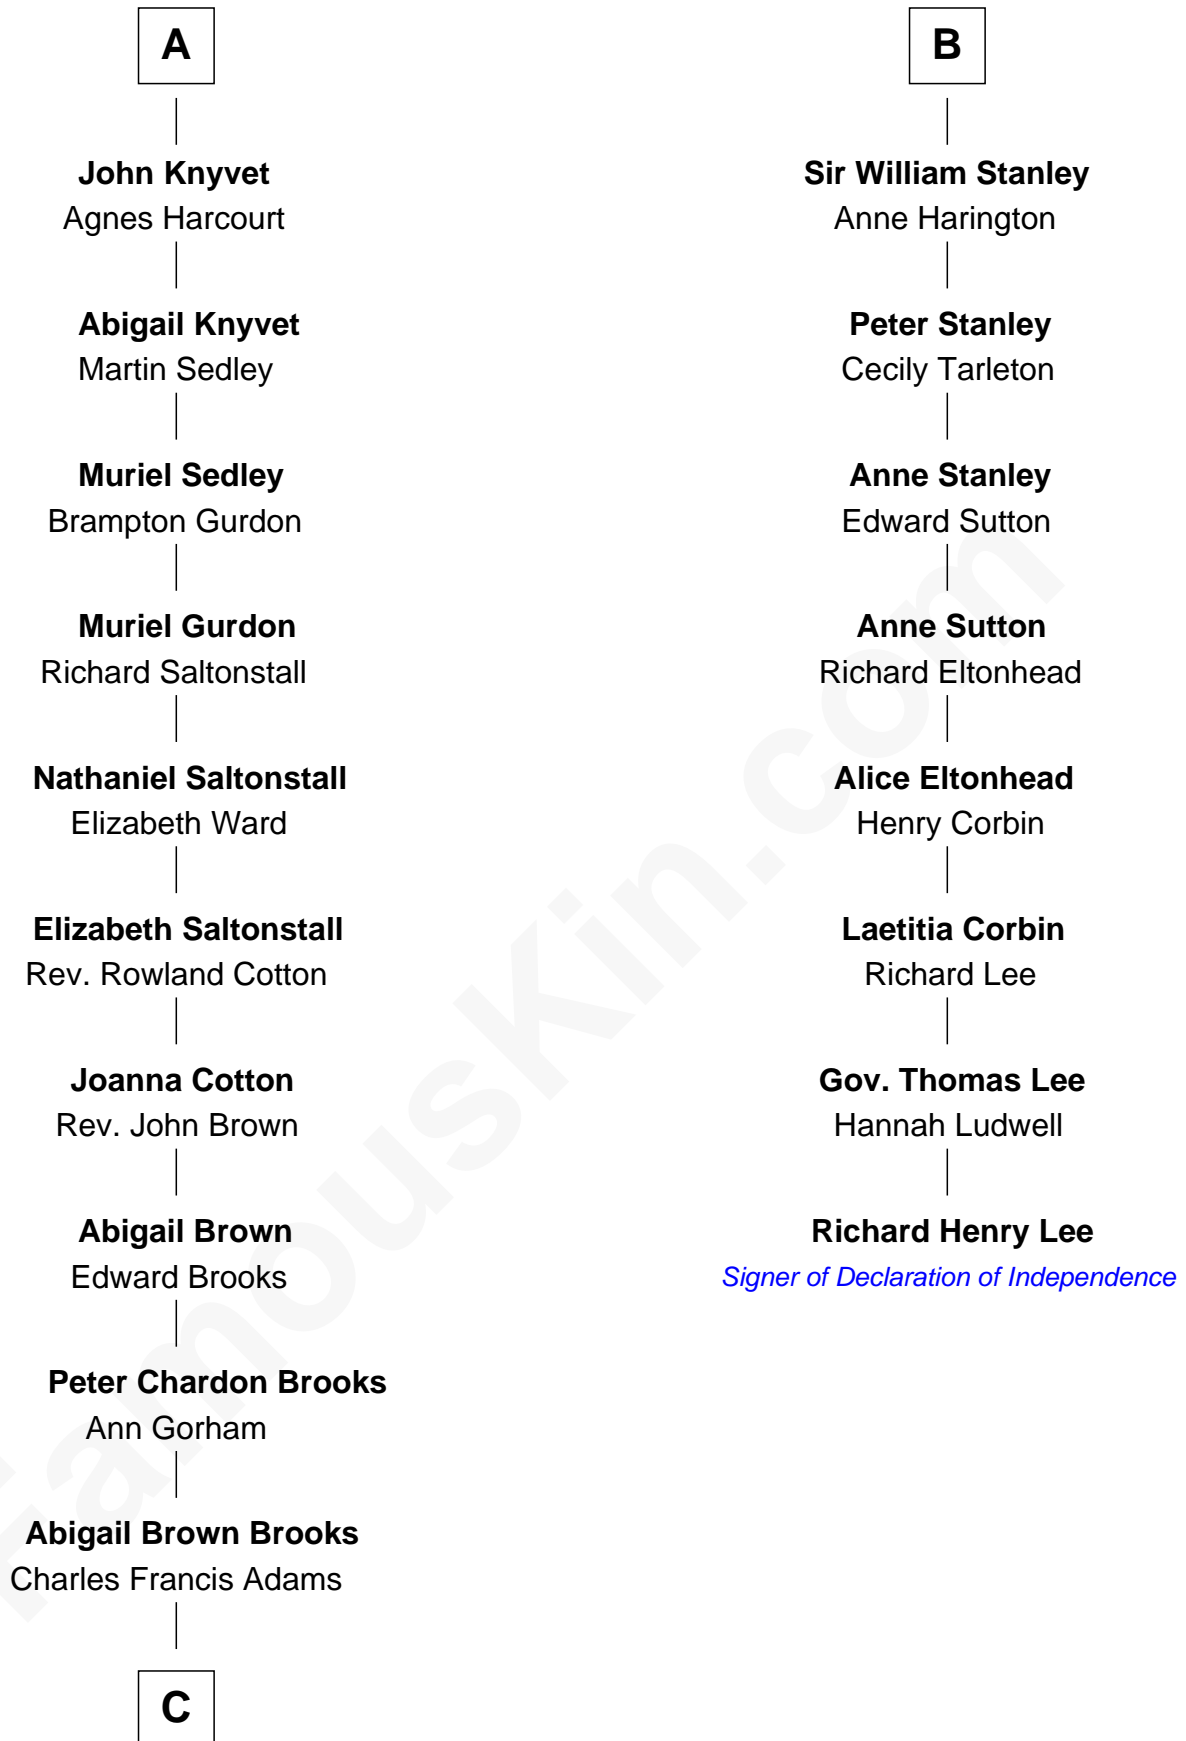 A
John Knyvet
Agnes Harcourt
Abigail Knyvet
Martin Sedley
Muriel Sedley
Brampton Gurdon
Muriel Gurdon
Richard Saltonstall
Nathaniel Saltonstall
Elizabeth Ward
Elizabeth Saltonstall
Rev. Rowland Cotton
Joanna Cotton
Rev. John Brown
Abigail Brown
Edward Brooks
Peter Chardon Brooks
Ann Gorham
Abigail Brown Brooks
Charles Francis Adams
C
B
Sir William Stanley
Anne Harington
Peter Stanley
Cecily Tarleton
Anne Stanley
Edward Sutton
Anne Sutton
Richard Eltonhead
Alice Eltonhead
Henry Corbin
Laetitia Corbin
Richard Lee
Gov. Thomas Lee
Hannah Ludwell
Richard Henry Lee
Signer of Declaration of Independence
FamousKin.com